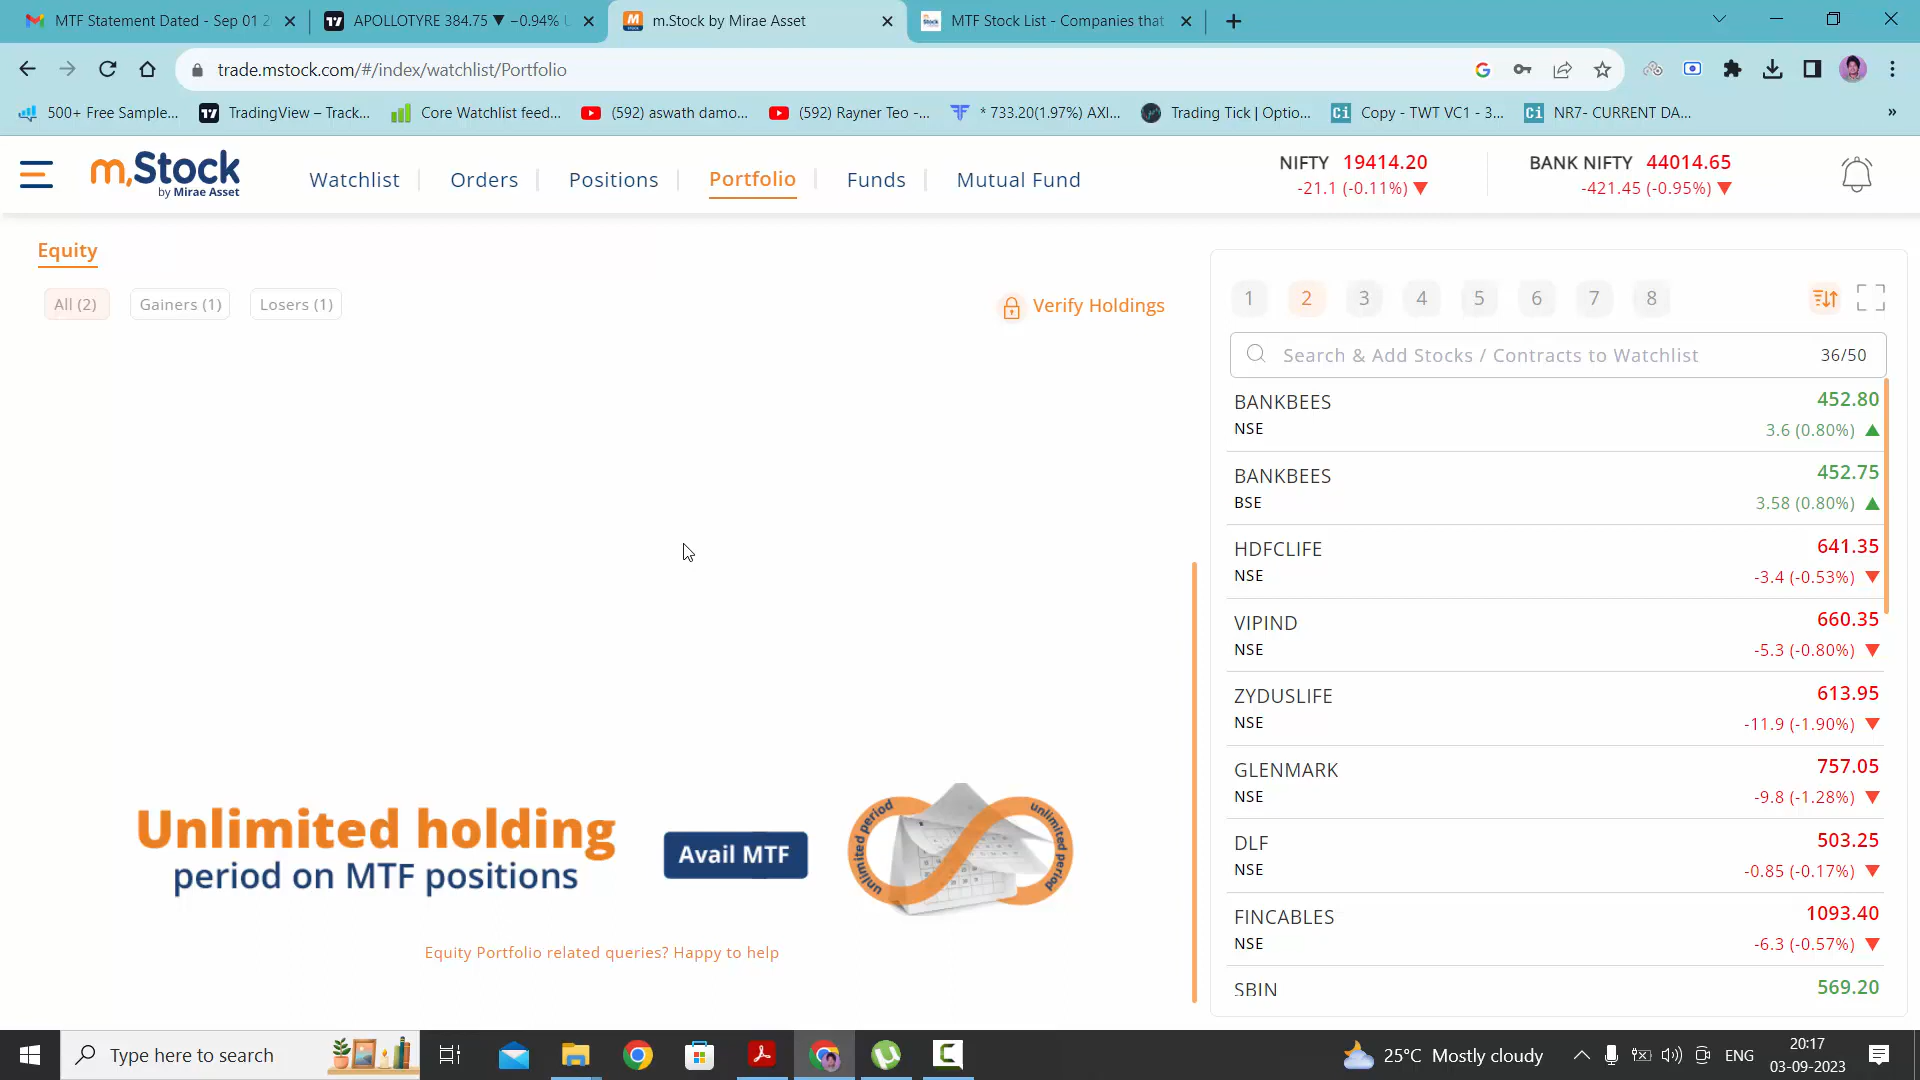 MTF Statement Dated - Sep 01 2
APOLLOTYRE 384.75 ▼ −0.94% U
m.Stock by Mirae Asset
MTF Stock List - Companies that
trade.mstock.com/#/index/watchlist/Portfolio
500+ Free Sample...
TradingView – Track...
Core Watchlist feed...
(592) aswath damo...
(592) Rayner Teo -...
* 733.20(1.97%) AXI...
Trading Tick | Optio...
Copy - TWT VC1 - 3...
NR7- CURRENT DA...
»
m.Stock
by Mirae Asset
Watchlist
Orders
Positions
Portfolio
Funds
Mutual Fund
NIFTY 19414.20
-21.1 (-0.11%) ▼
BANK NIFTY 44014.65
-421.45 (-0.95%) ▼
Equity
All (2)
Gainers (1)
Losers (1)
Verify Holdings
Unlimited holding
period on MTF positions
Avail MTF
unlimited period
unlimited period
Equity Portfolio related queries? Happy to help
1 2 3 4 5 6 7 8
Search & Add Stocks / Contracts to Watchlist 36/50
BANKBEES 452.80
NSE 3.6 (0.80%) ▲
BANKBEES 452.75
BSE 3.58 (0.80%) ▲
HDFCLIFE 641.35
NSE -3.4 (-0.53%) ▼
VIPIND 660.35
NSE -5.3 (-0.80%) ▼
ZYDUSLIFE 613.95
NSE -11.9 (-1.90%) ▼
GLENMARK 757.05
NSE -9.8 (-1.28%) ▼
DLF 503.25
NSE -0.85 (-0.17%) ▼
FINCABLES 1093.40
NSE -6.3 (-0.57%) ▼
SBIN 569.20
Type here to search
25°C Mostly cloudy
ENG
20:17
03-09-2023